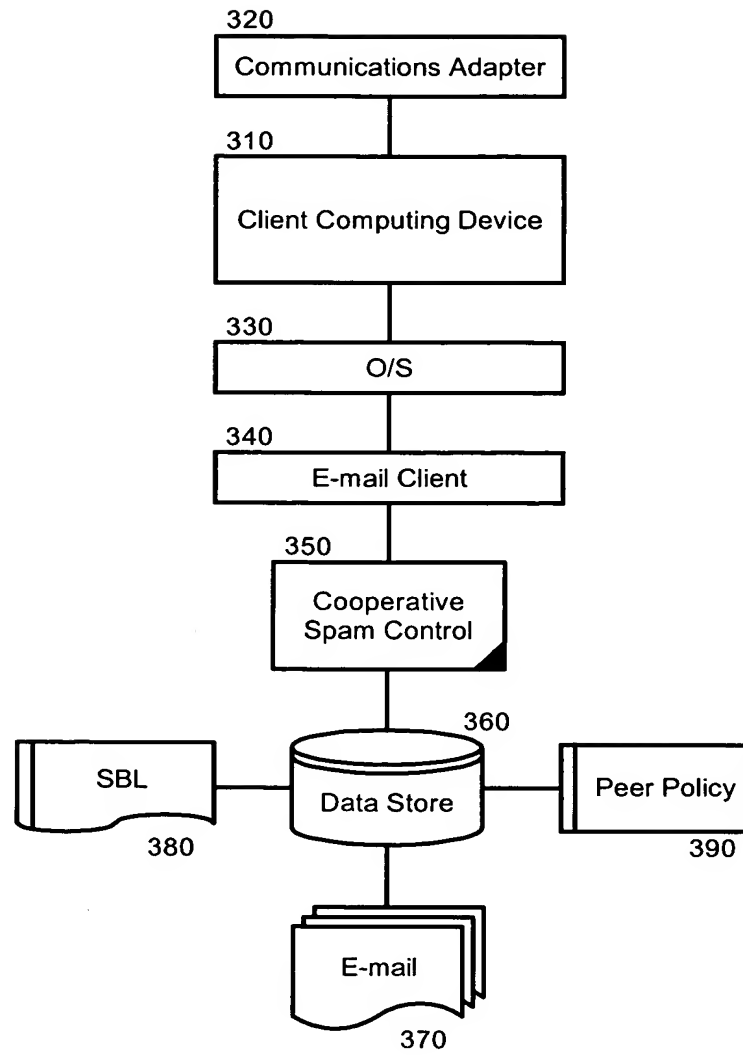 320
Communications Adapter
310
Client Computing Device
330
O/S
340
E-mail Client
350
Cooperative
Spam Control
360
SBL
Data Store
Peer Policy
380
390
E-mail
370